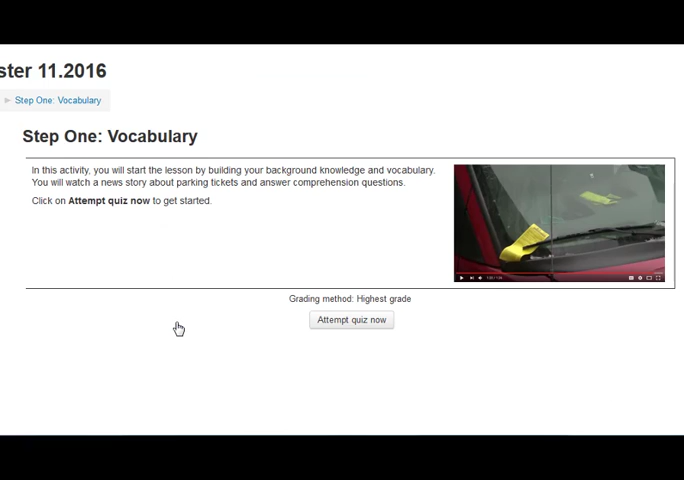 ster 11.2016
Step One: Vocabulary
Step One: Vocabulary
In this activity, you will start the lesson by building your background knowledge and vocabulary.
You will watch a news story about parking tickets and answer comprehension questions.
Click on Attempt quiz now to get started.
Grading method: Highest grade
Attempt quiz now